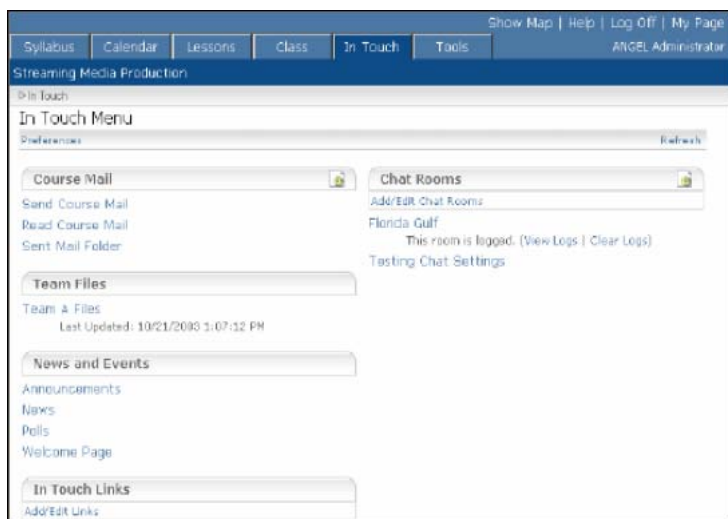 Show Map | Help | Log Off | My Page
Syllabus Calendar Lessons Class In Touch Tools ANGEL Administrator
Streaming Media Production
In Touch
In Touch Menu
Preferences Refresh
Course Mail
Send Course Mail
Read Course Mail
Sent Mail Folder
Team Files
Team A Files
Last Updated: 10/21/2003 1:07:12 PM
News and Events
Announcements
News
Polls
Welcome Page
In Touch Links
Add/Edit Links
Chat Rooms
Add/Edit Chat Rooms
Florida Gulf
This room is logged. (View Logs | Clear Logs)
Testing Chat Settings